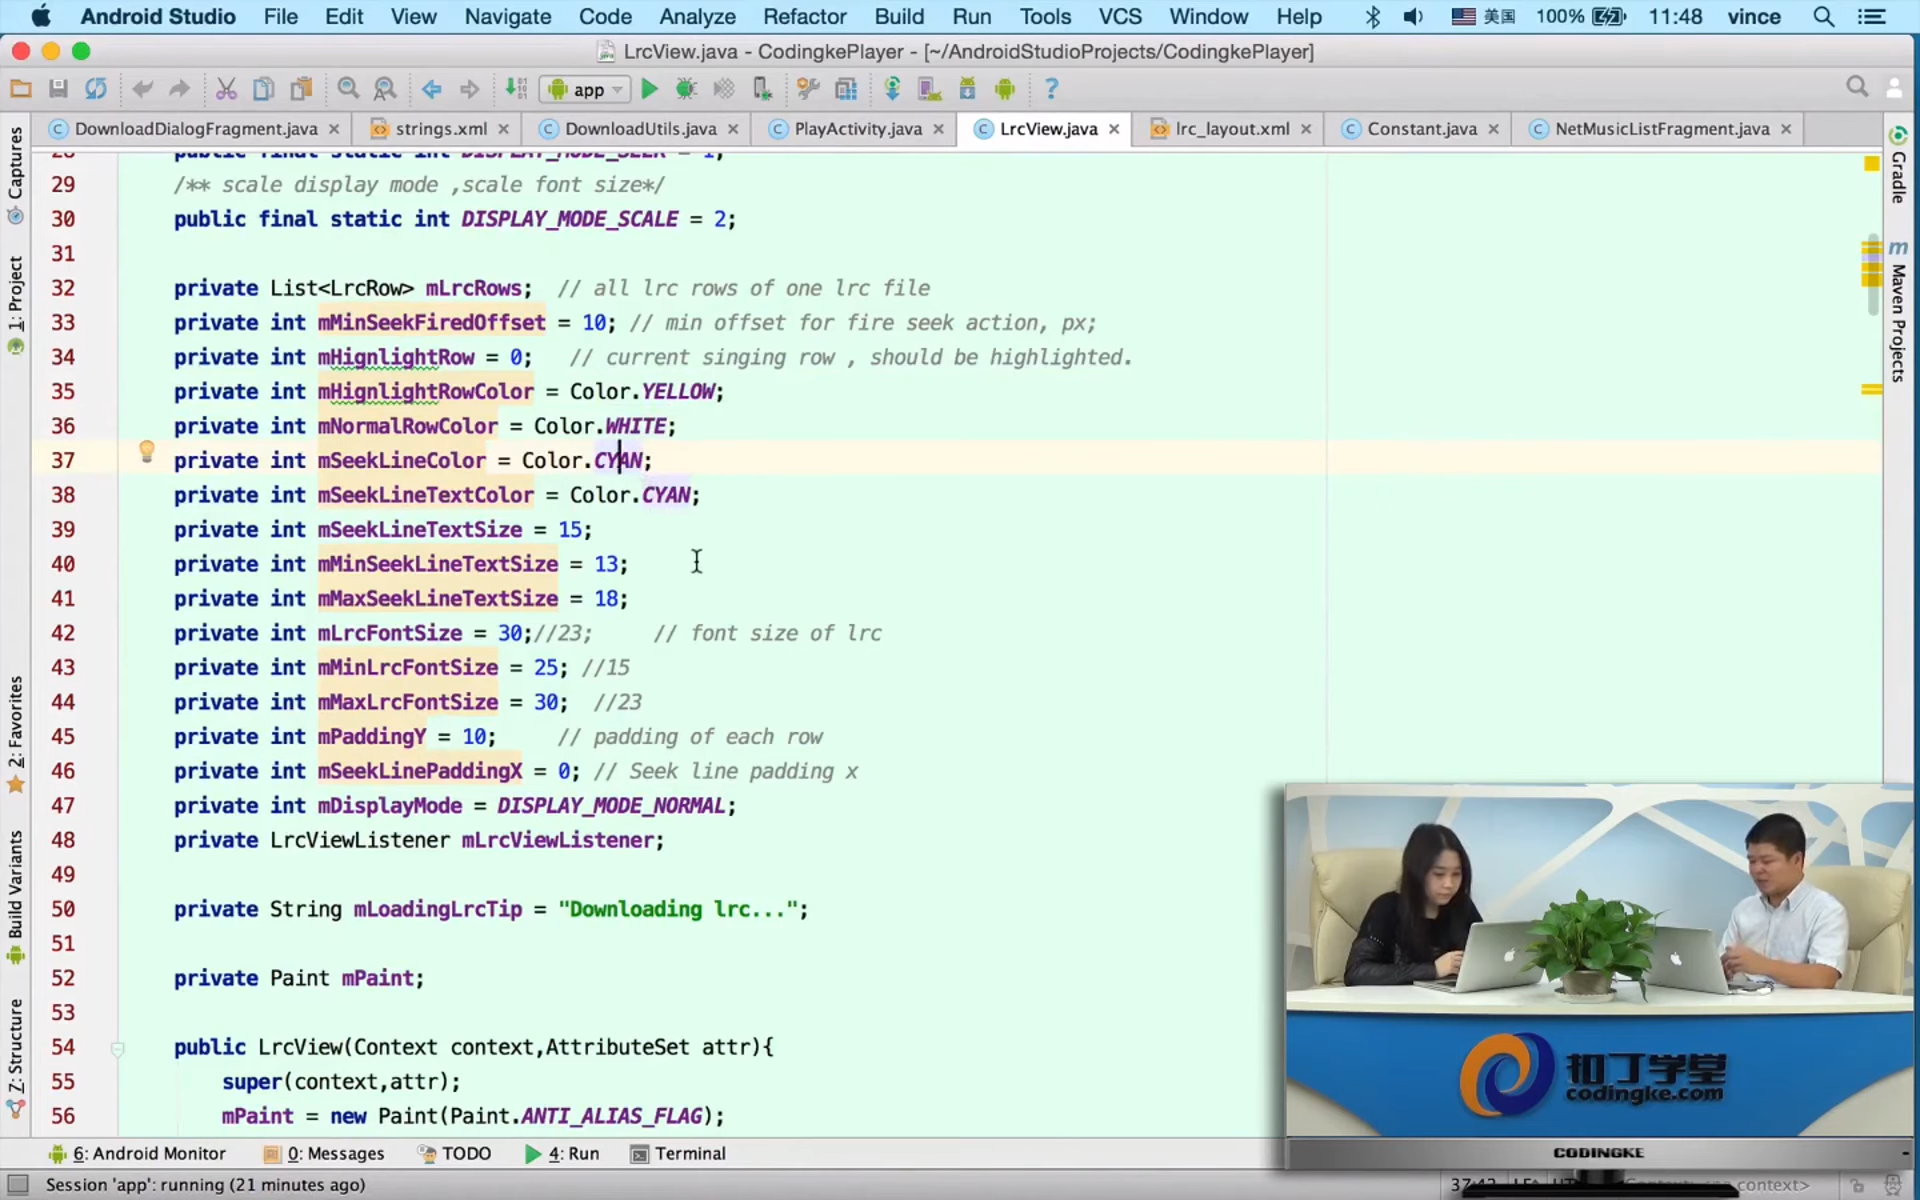 Android Studio File Edit View Navigate Code Analyze Refactor Build Run Tools VCS Window Help 美国 100% 11:48 vince
LrcView.java - CodingkePlayer - [~/AndroidStudioProjects/CodingkePlayer]
app
DownloadDialogFragment.java strings.xml DownloadUtils.java PlayActivity.java LrcView.java lrc_layout.xml Constant.java NetMusicListFragment.java
Captures
1: Project
2: Favorites
Build Variants
Z: Structure
Gradle
Maven Projects
29 /** scale display mode ,scale font size*/
30 public final static int DISPLAY_MODE_SCALE = 2;
31
32 private List<LrcRow> mLrcRows;  // all lrc rows of one lrc file
33 private int mMinSeekFiredOffset = 10; // min offset for fire seek action, px;
34 private int mHignlightRow = 0;   // current singing row , should be highlighted.
35 private int mHignlightRowColor = Color.YELLOW;
36 private int mNormalRowColor = Color.WHITE;
37 private int mSeekLineColor = Color.CYAN;
38 private int mSeekLineTextColor = Color.CYAN;
39 private int mSeekLineTextSize = 15;
40 private int mMinSeekLineTextSize = 13;
41 private int mMaxSeekLineTextSize = 18;
42 private int mLrcFontSize = 30;//23;     // font size of lrc
43 private int mMinLrcFontSize = 25; //15
44 private int mMaxLrcFontSize = 30;  //23
45 private int mPaddingY = 10;     // padding of each row
46 private int mSeekLinePaddingX = 0; // Seek line padding x
47 private int mDisplayMode = DISPLAY_MODE_NORMAL;
48 private LrcViewListener mLrcViewListener;
49
50 private String mLoadingLrcTip = "Downloading lrc...";
51
52 private Paint mPaint;
53
54 public LrcView(Context context,AttributeSet attr){
55 super(context,attr);
56 mPaint = new Paint(Paint.ANTI_ALIAS_FLAG);
扣丁学堂
codingke.com
CODINGKE
6: Android Monitor 0: Messages TODO 4: Run Terminal
Session 'app': running (21 minutes ago)